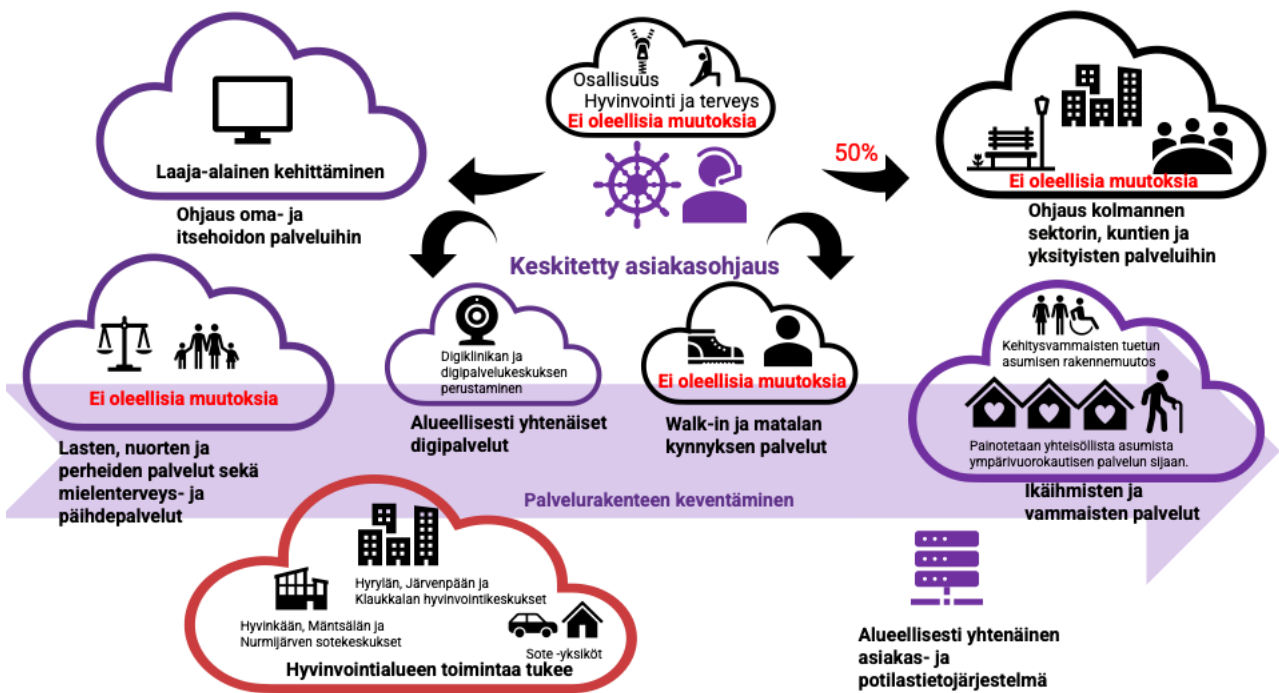 Osallisuus
Hyvinvointi ja terveys
Ei oleellisia muutoksia
Laaja-alainen kehittäminen
Ohjaus oma- ja
itsehoidon palveluihin
50%
Ei oleellisia muutoksia
Ohjaus kolmannen
sektorin, kuntien ja
yksityisten palveluihin
Keskitetty asiakasohjaus
Ei oleellisia muutoksia
Lasten, nuorten ja
perheiden palvelut sekä
mielenterveys- ja
päihdepalvelut
Digiklinikan ja
digipalvelukeskuksen
perustaminen
Alueellisesti yhtenäiset
digipalvelut
Ei oleellisia muutoksia
Walk-in ja matalan
kynnyksen palvelut
Kehitysvammaisten tuetun
asumisen rakennemuutos
Painotetaan yhteisöllistä asumista
ympärivuorokautisen palvelun sijaan.
Ikäihmisten ja
vammaisten palvelut
Palvelurakenteen keventäminen
Hyrylän, Järvenpään ja
Klaukkalan hyvinvointikeskukset
Hyvinkään, Mäntsälän ja
Nurmijärven sotekeskukset
Sote -yksiköt
Hyvinvointialueen toimintaa tukee
Alueellisesti yhtenäinen
asiakas- ja
potilastietojärjestelmä